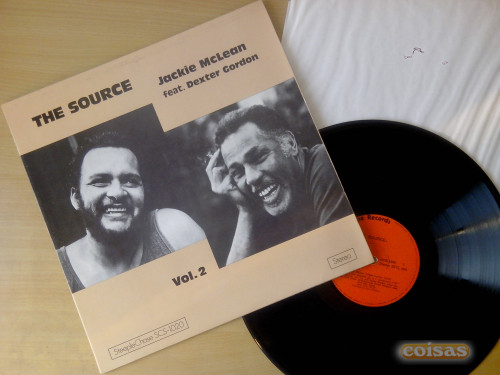 THE SOURCE
Jackie McLean
feat. Dexter Gordon
Vol. 2
Stereo
SteepleChase SCS-1020
Records
coisas